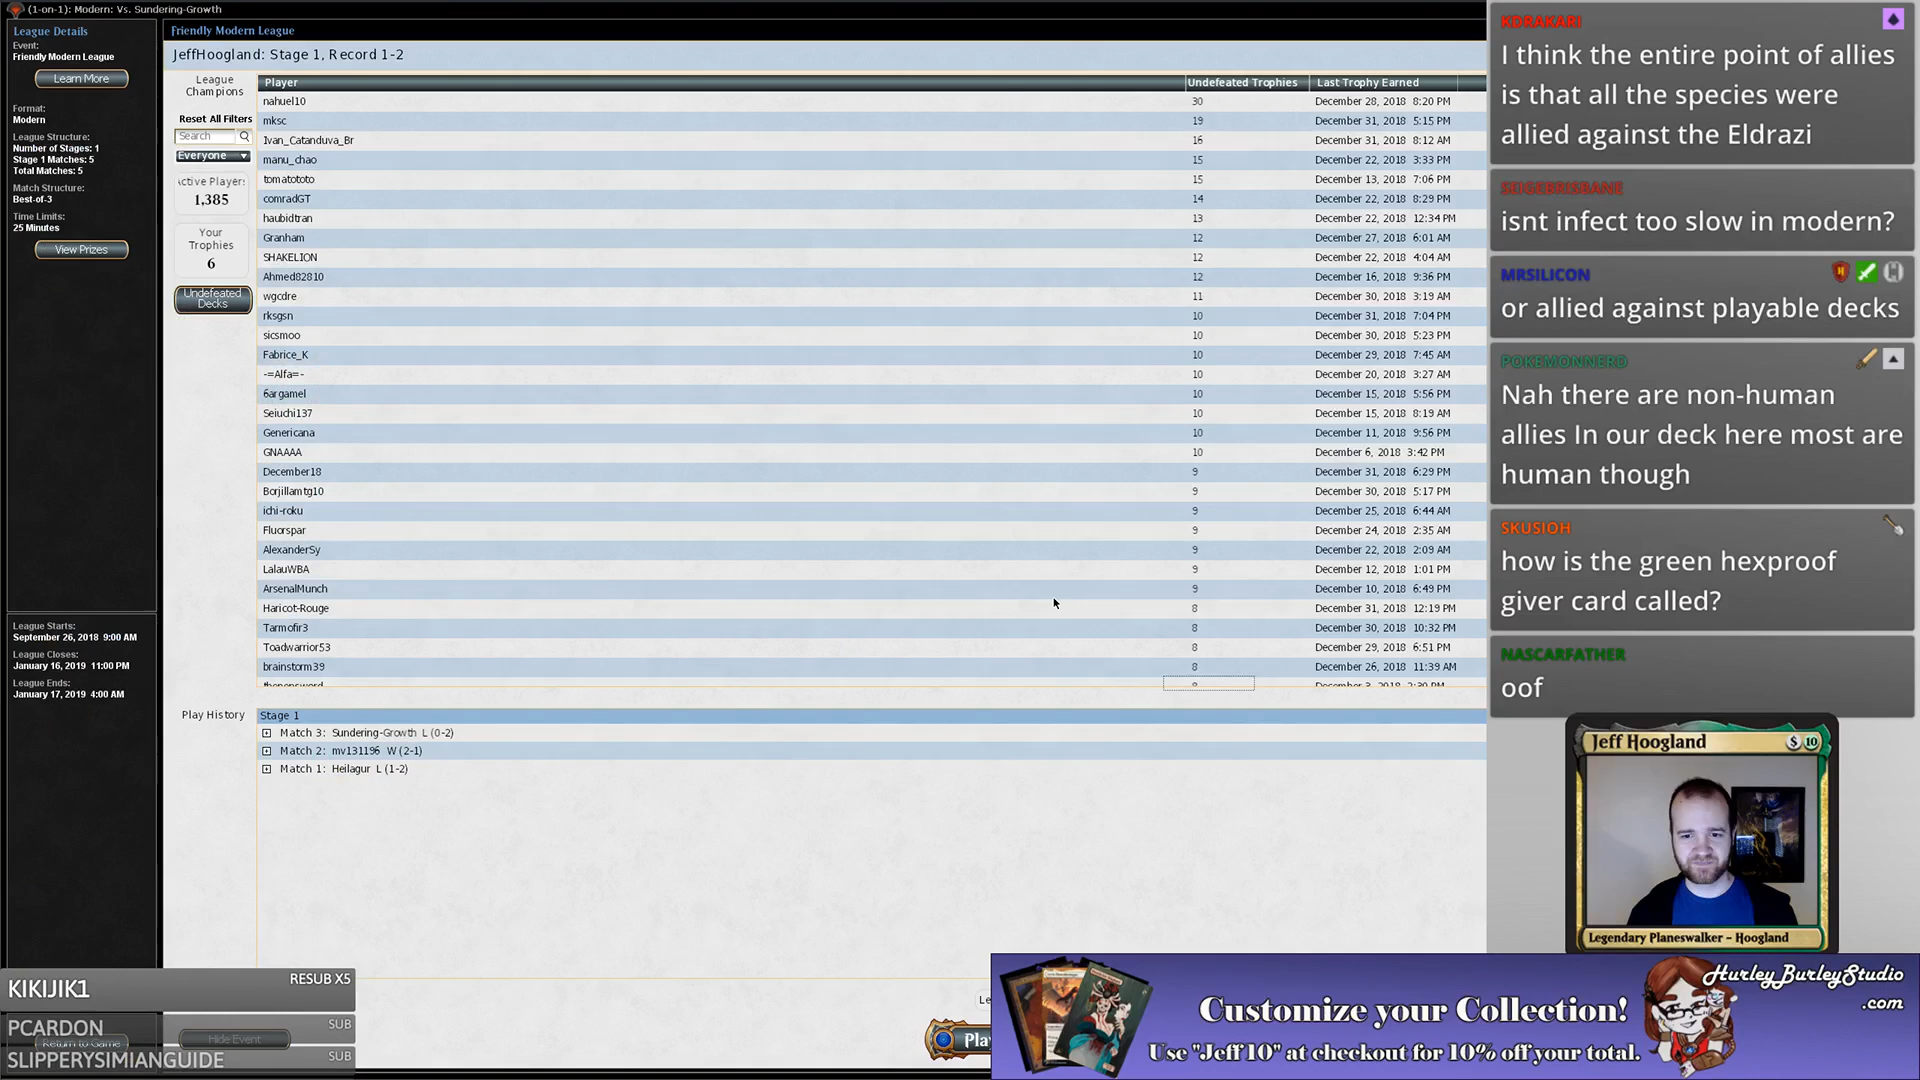 (1-on-1): Modern: Vs. Sundering-Growth
League Details
Event:
Friendly Modern League
Learn More
Format:
Modern
League Structure:
Number of Stages: 1
Stage 1 Matches: 5
Total Matches: 5
Match Structure:
Best-of-3
Time Limits:
25 Minutes
View Prizes
League Starts:
September 26, 2018 9:00 AM
League Closes:
January 16, 2019 11:00 PM
League Ends:
January 17, 2019 4:00 AM
Friendly Modern League
JeffHoogland: Stage 1, Record 1-2
League
Champions
Reset All Filters
Search
Everyone
Active Players
1,385
Your
Trophies
6
Undefeated
Decks
Player Undefeated Trophies Last Trophy Earned
nahuel10 30 December 28, 2018 8:20 PM
mksc 19 December 31, 2018 5:15 PM
Ivan_Catanduva_Br 16 December 31, 2018 8:12 AM
manu_chao 15 December 22, 2018 3:33 PM
tomatototo 15 December 13, 2018 7:06 PM
comradGT 14 December 22, 2018 8:29 PM
haubidtran 13 December 22, 2018 12:34 PM
Granham 12 December 27, 2018 6:01 AM
SHAKELION 12 December 22, 2018 4:04 AM
Ahmed82810 12 December 16, 2018 9:36 PM
wgcdre 11 December 30, 2018 3:19 AM
rksgsn 10 December 31, 2018 7:04 PM
sicsmoo 10 December 30, 2018 5:23 PM
Fabrice_K 10 December 29, 2018 7:45 AM
-=Alfa=- 10 December 20, 2018 3:27 AM
6argamel 10 December 15, 2018 5:56 PM
Seiuchi137 10 December 15, 2018 8:19 AM
Genericana 10 December 11, 2018 9:56 PM
GNAAAA 10 December 6, 2018 3:42 PM
December18 9 December 31, 2018 6:29 PM
Borjillamtg10 9 December 30, 2018 5:17 PM
ichi-roku 9 December 25, 2018 6:44 AM
Fluorspar 9 December 24, 2018 2:35 AM
AlexanderSy 9 December 22, 2018 2:09 AM
LalauWBA 9 December 12, 2018 1:01 PM
ArsenalMunch 9 December 10, 2018 6:49 PM
Haricot-Rouge 8 December 31, 2018 12:19 PM
Tarmofir3 8 December 30, 2018 10:32 PM
Toadwarrior53 8 December 29, 2018 6:51 PM
brainstorm39 8 December 26, 2018 11:39 AM
8 December 3, 2018 2:30 PM
Play History
Stage 1
Match 3: Sundering-Growth L (0-2)
Match 2: mv131196 W (2-1)
Match 1: Heilagur L (1-2)
Le
Pla
KDRAKARI
I think the entire point of allies
is that all the species were
allied against the Eldrazi
SEIGEBRISBANE
isnt infect too slow in modern?
MRSILICON
or allied against playable decks
POKEMONNERD
Nah there are non-human
allies In our deck here most are
human though
SKUSIOH
how is the green hexproof
giver card called?
NASCARFATHER
oof
Jeff Hoogland $ 10
Legendary Planeswalker – Hoogland
KIKIJIK1 RESUB X5
PCARDON SUB
Return to Game
Hide Event
SLIPPERYSIMIANGUIDE SUB
Customize your Collection!
Use "Jeff10" at checkout for 10% off your total.
HurleyBurleyStudio
.com